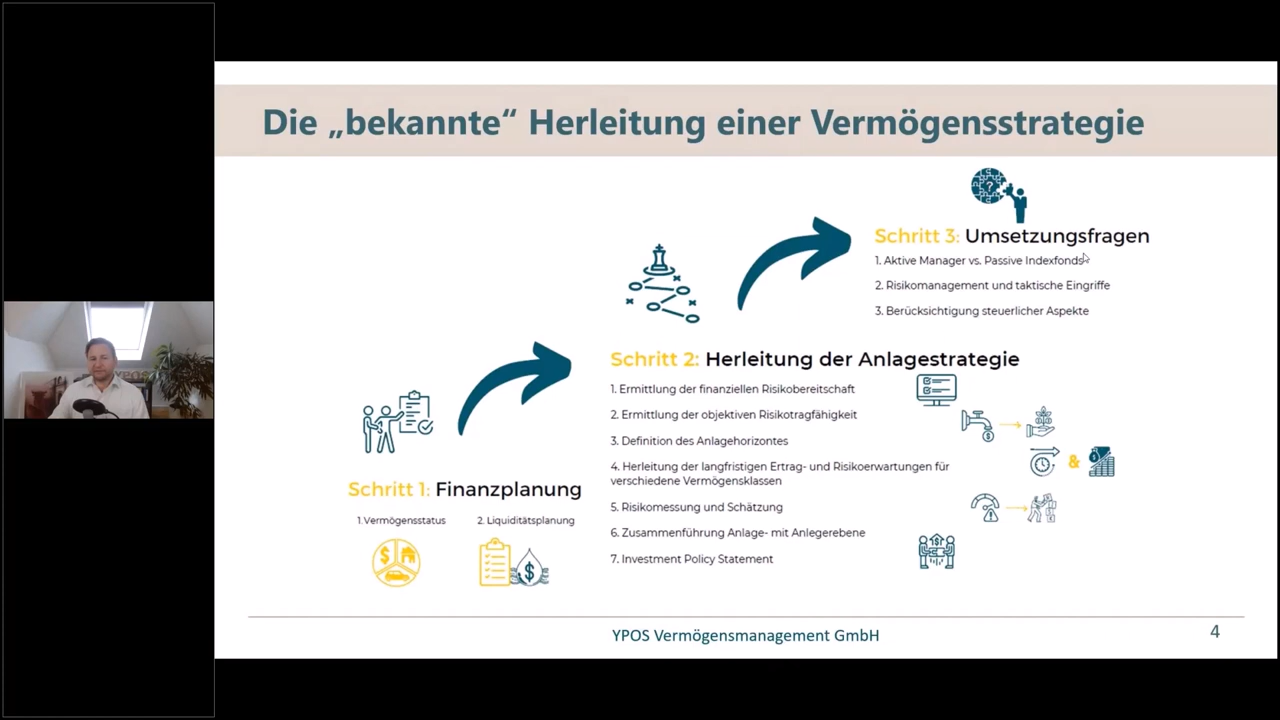 Die „bekannte“ Herleitung einer Vermögensstrategie
Schritt 3: Umsetzungsfragen
1. Aktive Manager vs. Passive Indexfonds
2. Risikomanagement und taktische Eingriffe
3. Berücksichtigung steuerlicher Aspekte
Schritt 2: Herleitung der Anlagestrategie
1. Ermittlung der finanziellen Risikobereitschaft
2. Ermittlung der objektiven Risikotragfähigkeit
3. Definition des Anlagehorizontes
4. Herleitung der langfristigen Ertrag- und Risikoerwartungen für
verschiedene Vermögensklassen
5. Risikomessung und Schätzung
6. Zusammenführung Anlage- mit Anlegerebene
7. Investment Policy Statement
Schritt 1: Finanzplanung
1.Vermögensstatus
2. Liquiditätsplanung
YPOS Vermögensmanagement GmbH
4